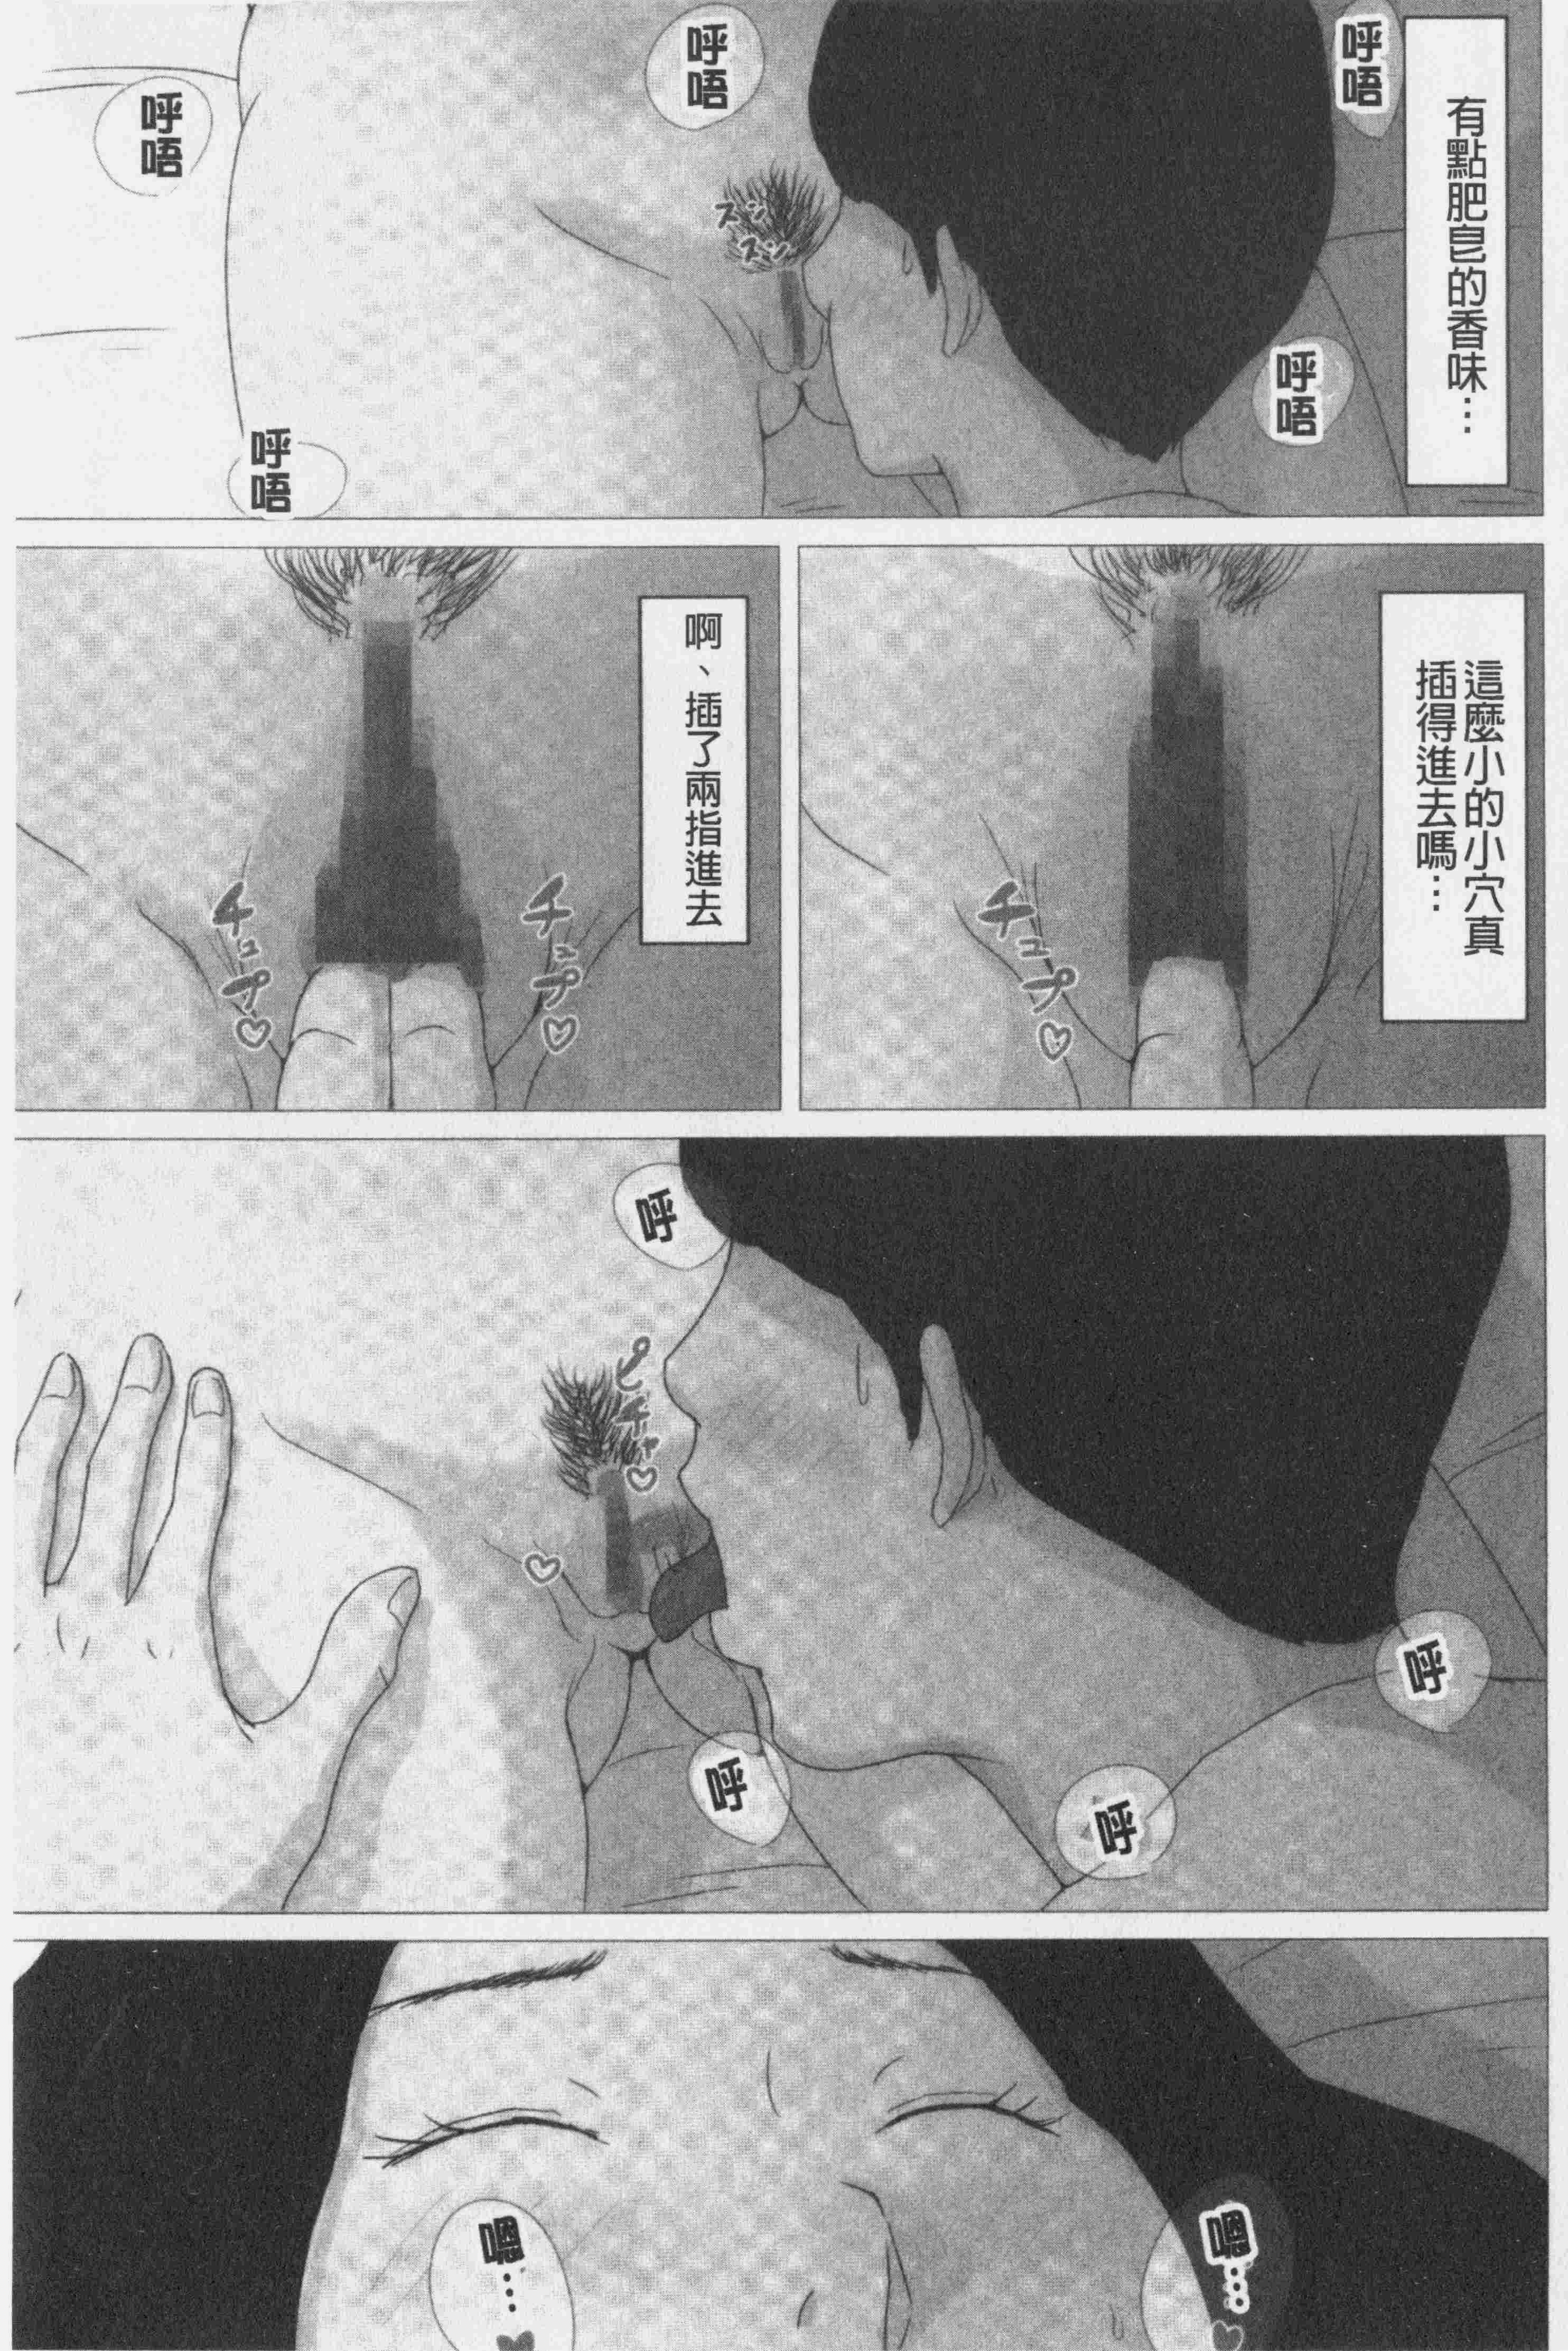 有點肥皂的香味…
呼唔
呼唔
呼唔
呼唔
呼唔
スンスン
這麼小的小穴真
插得進去嗎…
チュプ♡
啊、插了兩指進去
チュプ♡
チュプ♡
呼
ピチャ♡
呼
呼
呼
嗯…♥
嗯…♡